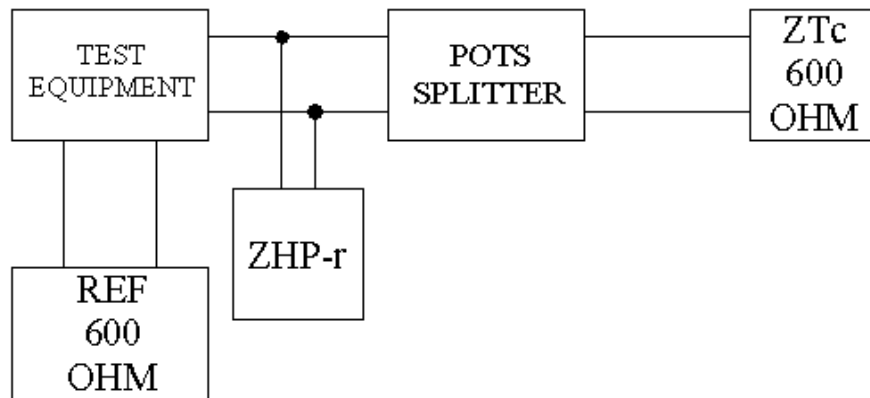 TEST
EQUIPMENT
POTS
SPLITTER
ZTc
600
OHM
ZHP-r
REF
600
OHM